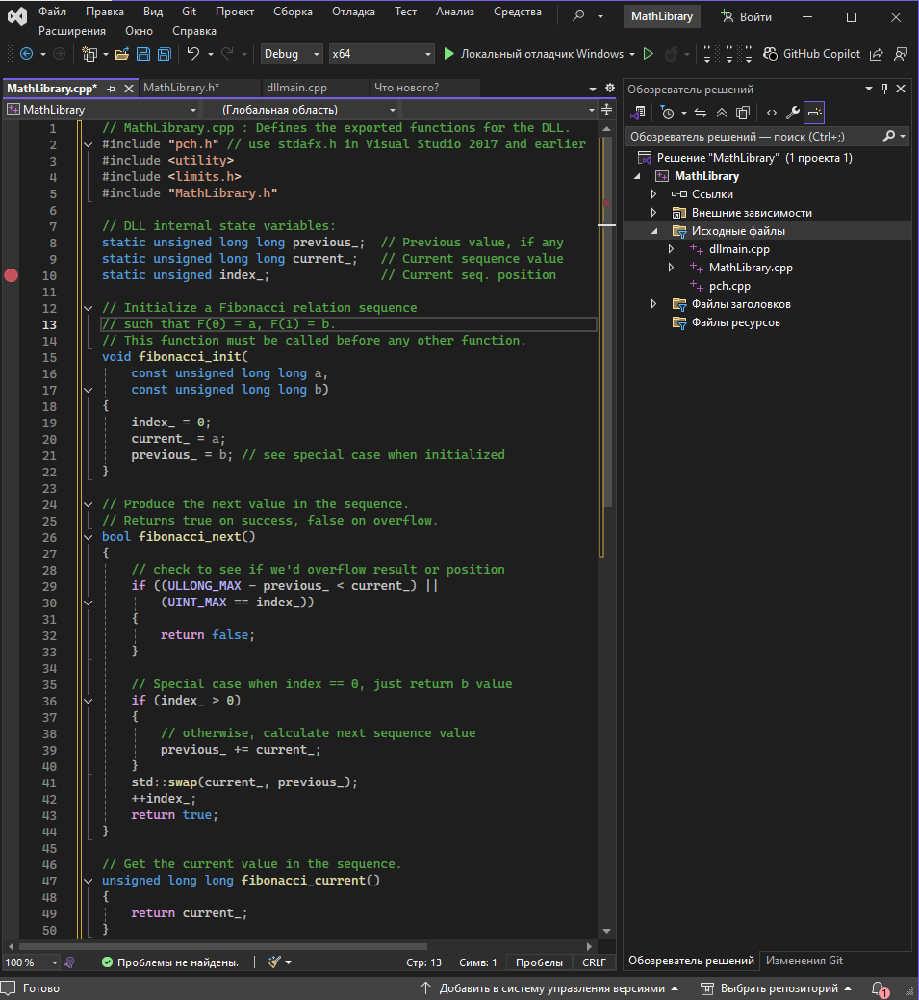 Файл Правка Вид Git Проект Сборка Отладка Тест Анализ Средства MathLibrary Войти
Расширения Окно Справка
Debug x64 Локальный отладчик Windows GitHub Copilot
MathLibrary.cpp* MathLibrary.h* dllmain.cpp Что нового?
MathLibrary (Глобальная область)
1 // MathLibrary.cpp : Defines the exported functions for the DLL.
2 #include "pch.h" // use stdafx.h in Visual Studio 2017 and earlier
3 #include <utility>
4 #include <limits.h>
5 #include "MathLibrary.h"
6
7 // DLL internal state variables:
8 static unsigned long long previous_;  // Previous value, if any
9 static unsigned long long current_;   // Current sequence value
10 static unsigned index_;               // Current seq. position
11
12 // Initialize a Fibonacci relation sequence
13 // such that F(0) = a, F(1) = b.
14 // This function must be called before any other function.
15 void fibonacci_init(
16     const unsigned long long a,
17     const unsigned long long b)
18 {
19     index_ = 0;
20     current_ = a;
21     previous_ = b; // see special case when initialized
22 }
23
24 // Produce the next value in the sequence.
25 // Returns true on success, false on overflow.
26 bool fibonacci_next()
27 {
28     // check to see if we'd overflow result or position
29     if ((ULLONG_MAX - previous_ < current_) ||
30         (UINT_MAX == index_))
31     {
32         return false;
33     }
34
35     // Special case when index == 0, just return b value
36     if (index_ > 0)
37     {
38         // otherwise, calculate next sequence value
39         previous_ += current_;
40     }
41     std::swap(current_, previous_);
42     ++index_;
43     return true;
44 }
45
46 // Get the current value in the sequence.
47 unsigned long long fibonacci_current()
48 {
49     return current_;
50 }
100 % Проблемы не найдены. Стр: 13 Симв: 1 Пробелы CRLF
Обозреватель решений
Обозреватель решений — поиск (Ctrl+;)
Решение "MathLibrary" (1 проекта 1)
MathLibrary
Ссылки
Внешние зависимости
Исходные файлы
dllmain.cpp
MathLibrary.cpp
pch.cpp
Файлы заголовков
Файлы ресурсов
Обозреватель решений Изменения Git
Готово Добавить в систему управления версиями Выбрать репозиторий 1